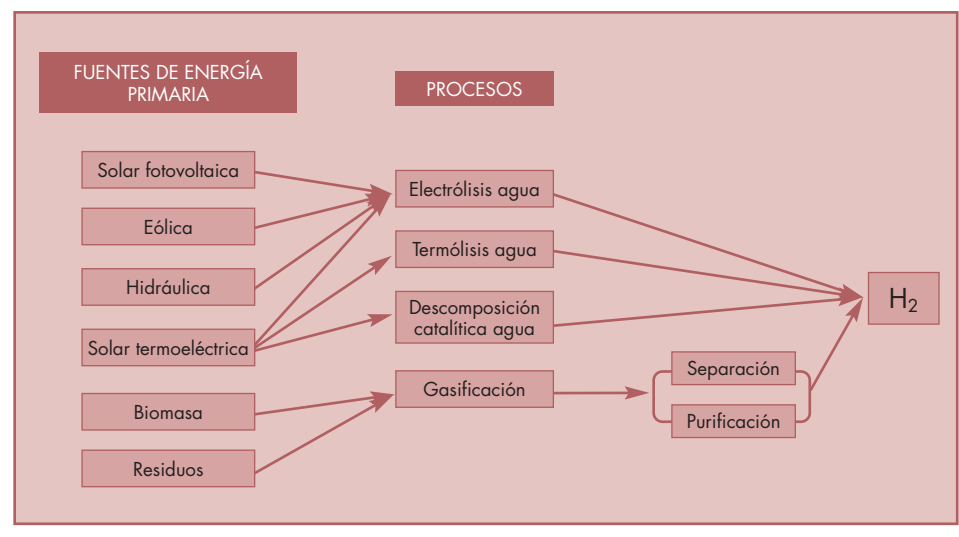 FUENTES DE ENERGÍA
PRIMARIA
PROCESOS
Solar fotovoltaica
Eólica
Hidráulica
Solar termoeléctrica
Biomasa
Residuos
Electrólisis agua
Termólisis agua
Descomposición
catalítica agua
Gasificación
Separación
Purificación
H₂